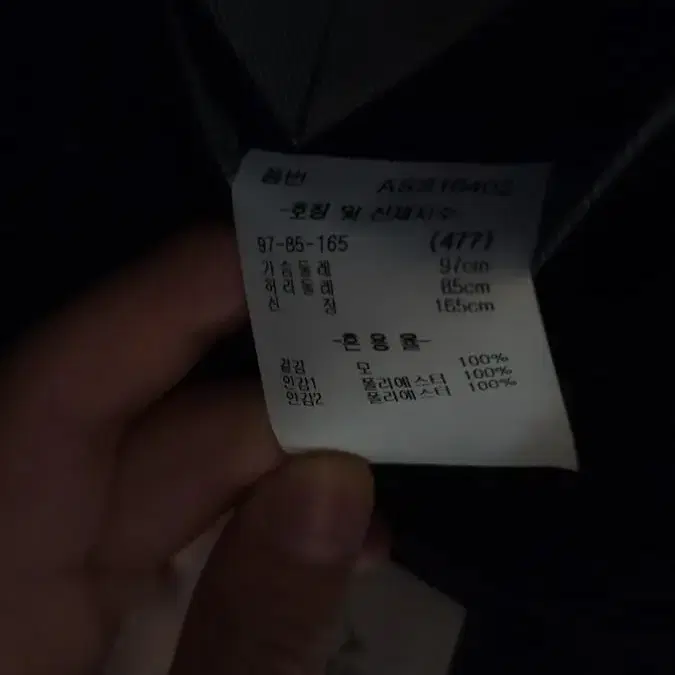 품번 ASS16402
-호칭 및 신체치수-
97-85-165 (477)
가슴둘레 97cm
허리둘레 85cm
신 장 165cm
-혼용율-
겉감 모 100%
안감1 폴리에스터 100%
안감2 폴리에스터 100%